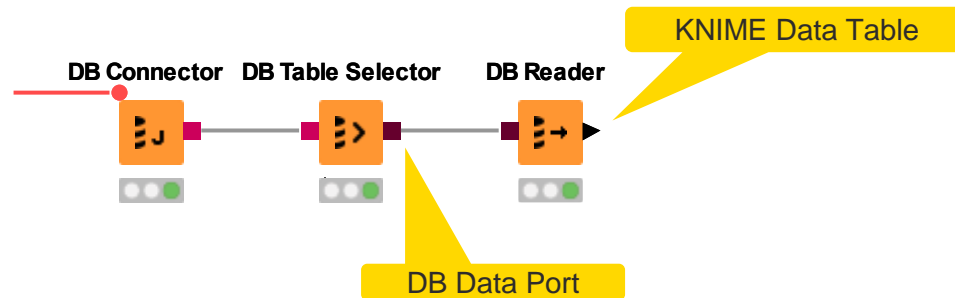 KNIME Data Table
DB Connector DB Table Selector DB Reader
J
DB Data Port